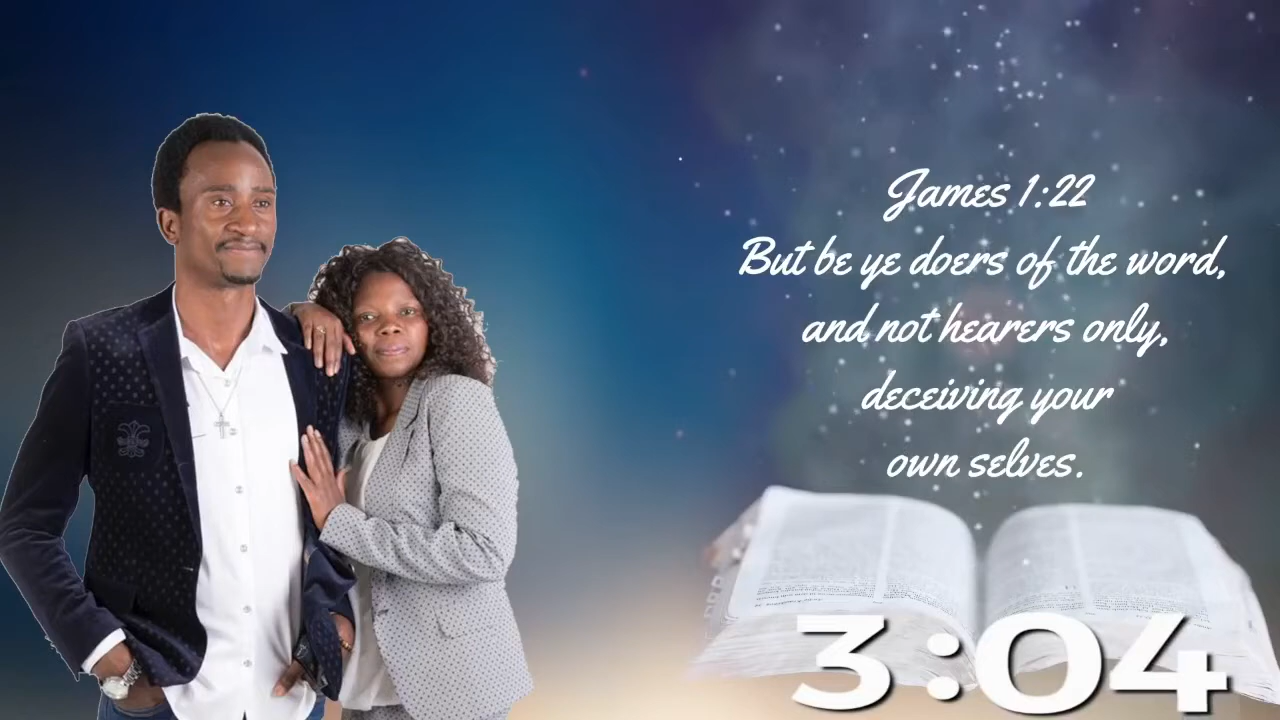 James 1:22
But be ye doers of the word,
and not hearers only,
deceiving your
own selves.
3:04